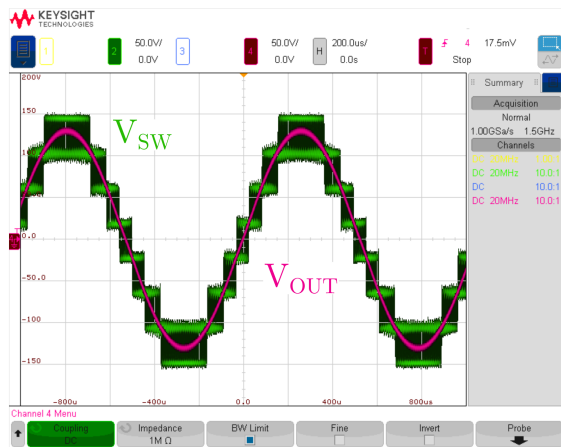 KEYSIGHT
TECHNOLOGIES
1
2
50.0V/
0.0V
3
4
50.0V/
0.0V
H
200.0us/
0.0s
T
4
17.5mV
Stop
200V
150
50.0
0.0
-50.0
-100
-150
-800u
-400u
0.0
400u
800u
V_SW
V_OUT
Summary
Acquisition
Normal
1.00GSa/s 1.5GHz
Channels
DC 20MHz 10.0:1
DC 10.0:1
DC 20MHz 10.0:1
Channel 4 Menu
Coupling
DC
Impedance
1M Ω
BW Limit
Fine
Invert
Probe